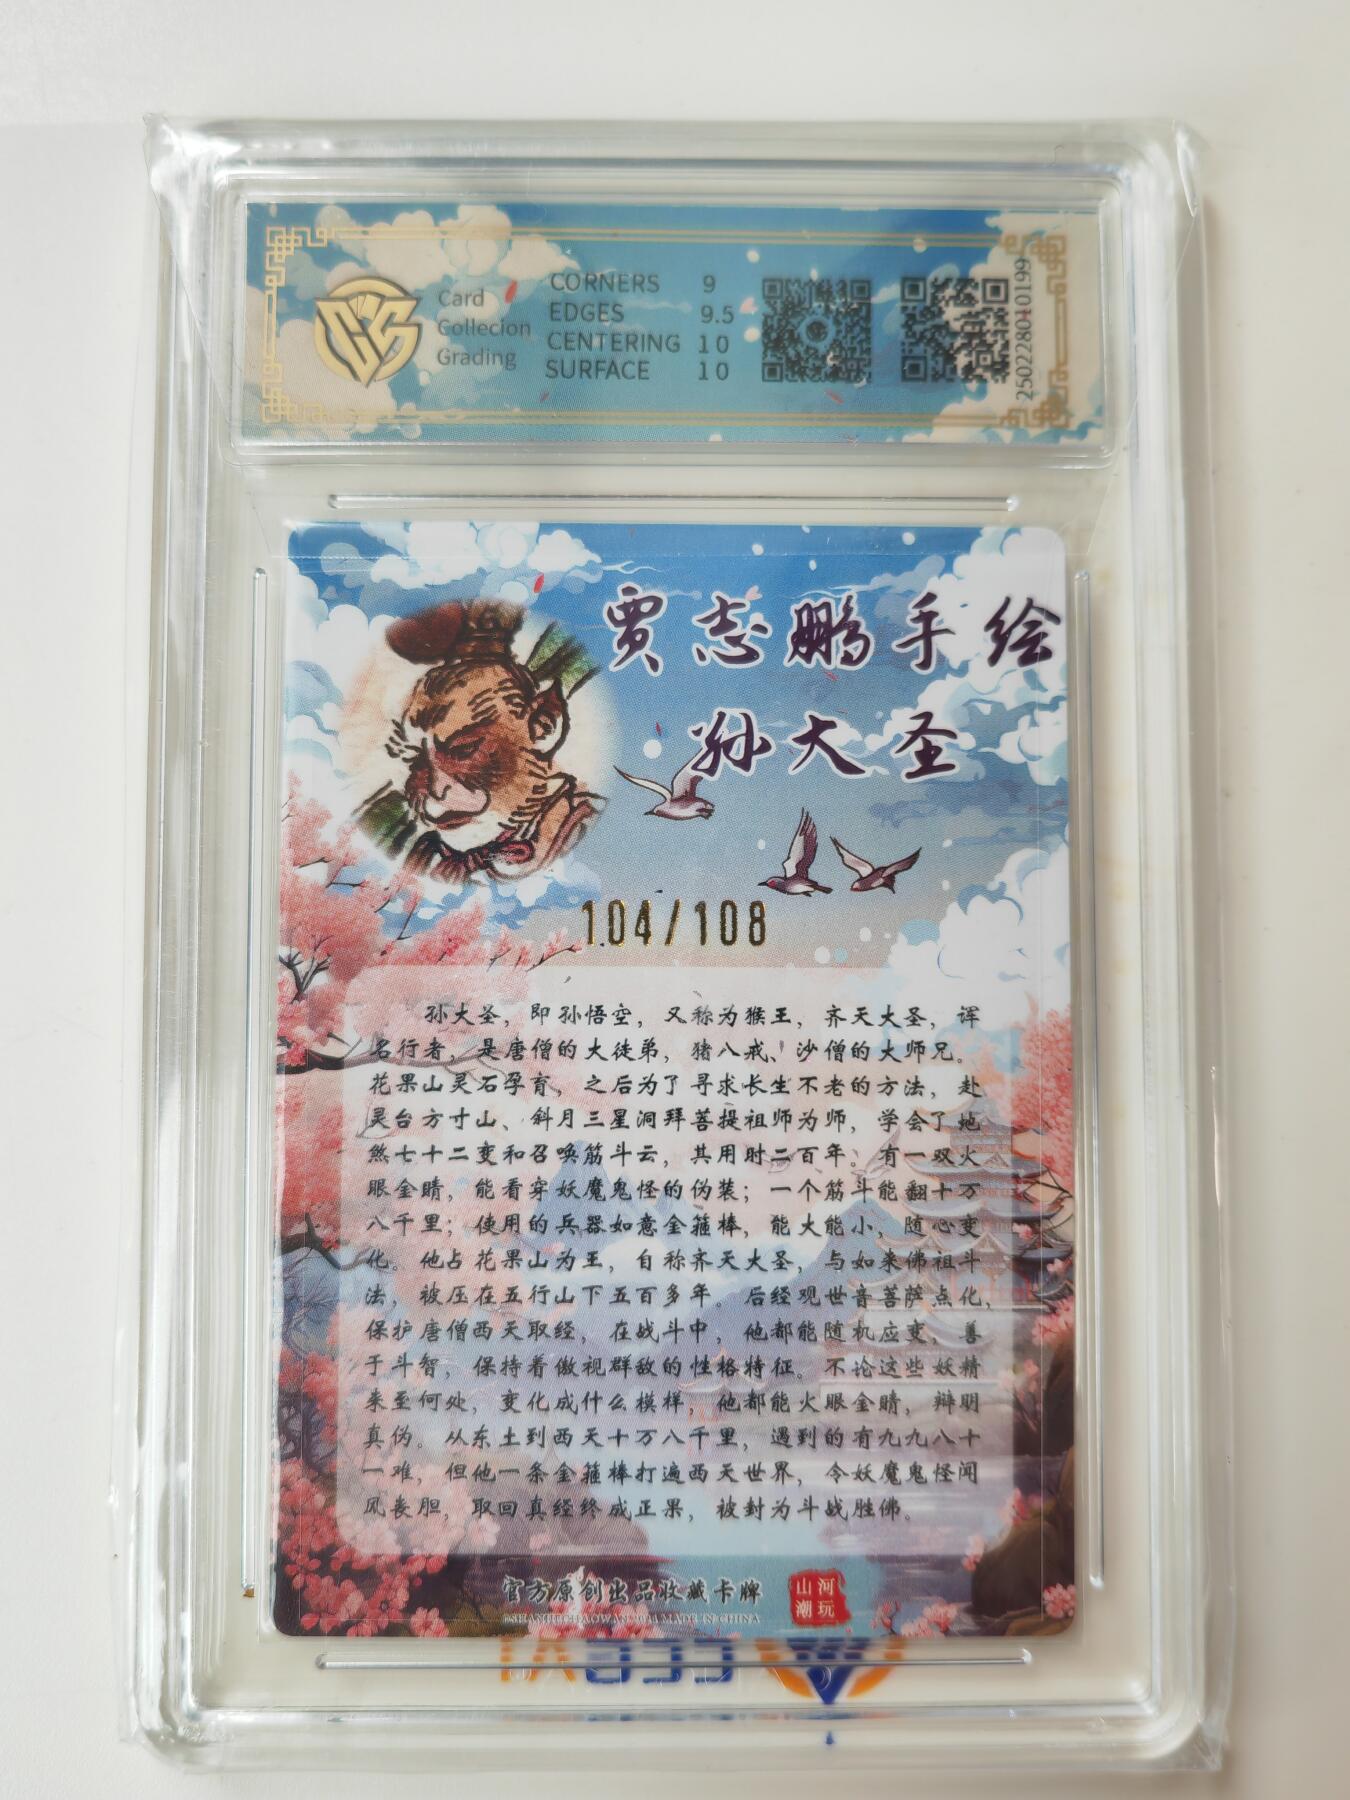 Card
Collecion
Grading
CORNERS 9
EDGES 9.5
CENTERING 10
SURFACE 10
2502280110199
贾志鹏手绘
孙大圣
104/108
孙大圣，即孙悟空，又称为猴王，齐天大圣，诨
名行者，是唐僧的大徒弟，猪八戒、沙僧的大师兄。
花果山灵石孕育，之后为了寻求长生不老的方法，赴
灵台方寸山、斜月三星洞拜菩提祖师为师，学会了地
煞七十二变和召唤筋斗云，其用时二百年。有一双火
眼金睛，能看穿妖魔鬼怪的伪装；一个筋斗能翻十万
八千里；使用的兵器如意金箍棒，能大能小，随心变
化。他占花果山为王，自称齐天大圣，与如来佛祖斗
法，被压在五行山下五百多年。后经观世音菩萨点化，
保护唐僧西天取经，在战斗中，他都能随机应变，善
于斗智，保持着傲视群敌的性格特征。不论这些妖精
来至何处，变化成什么模样，他都能火眼金睛，辩明
真伪。从东土到西天十万八千里，遇到的有九九八十
一难，但他一条金箍棒打遍西天世界，令妖魔鬼怪闻
风丧胆，取回真经终成正果，被封为斗战胜佛。
官方原创出品收藏卡牌
山河
潮玩